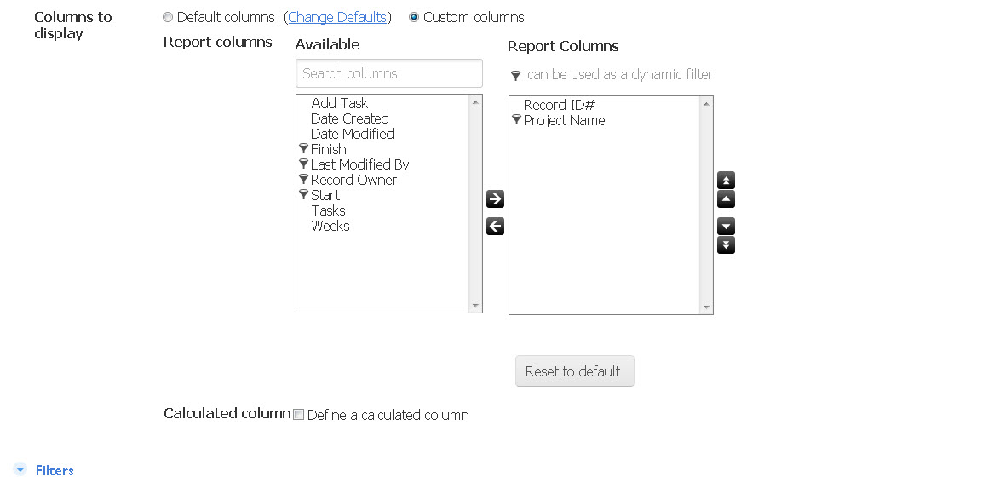 Columns to display
Default columns (Change Defaults) Custom columns
Report columns
Available
Search columns
Add Task
Date Created
Date Modified
Finish
Last Modified By
Record Owner
Start
Tasks
Weeks
Report Columns
can be used as a dynamic filter
Record ID#
Project Name
Reset to default
Calculated column Define a calculated column
Filters